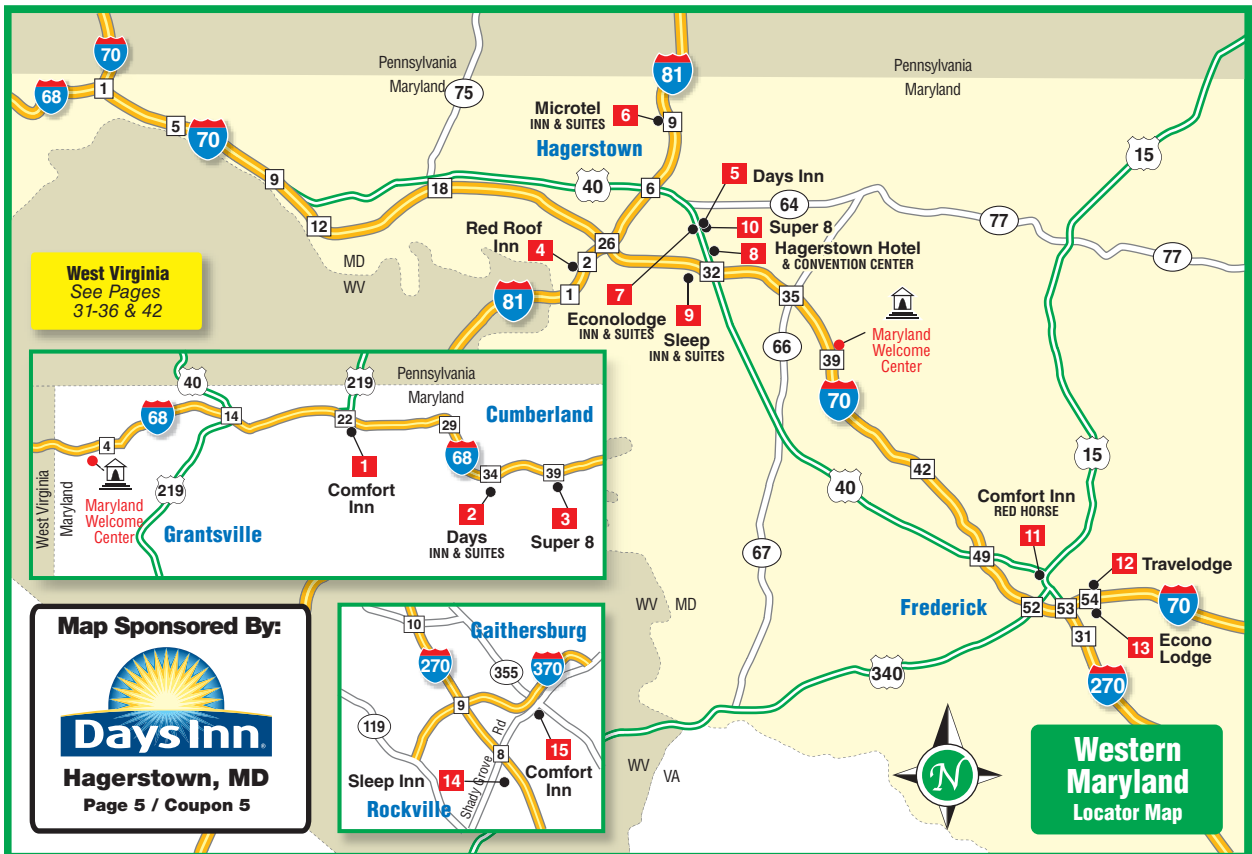 70
68
1
5
70
9
12
18
75
Pennsylvania
Maryland
81
Microtel
INN & SUITES
6
9
Hagerstown
40
6
Pennsylvania
Maryland
15
5
Days Inn
64
10
Super 8
77
77
8
Hagerstown Hotel
& CONVENTION CENTER
Red Roof
Inn
4
26
2
1
81
MD
WV
7
Econolodge
INN & SUITES
32
9
Sleep
INN & SUITES
35
66
39
Maryland
Welcome
Center
70
West Virginia
See Pages
31-36 & 42
40
219
Pennsylvania
Maryland
Cumberland
68
14
22
29
4
68
34
39
West Virginia
Maryland
Maryland
Welcome
Center
219
Grantsville
1
Comfort
Inn
2
Days
INN & SUITES
3
Super 8
42
40
15
Comfort Inn
RED HORSE
11
49
67
12
Travelodge
Frederick
52
53
54
70
31
13
Econo
Lodge
270
WV
MD
340
WV
VA
Map Sponsored By:
Days Inn®
Hagerstown, MD
Page 5 / Coupon 5
10
Gaithersburg
270
355
370
9
119
8
Shady Grove Rd
15
Comfort
Inn
Sleep Inn
14
Rockville
N
Western
Maryland
Locator Map